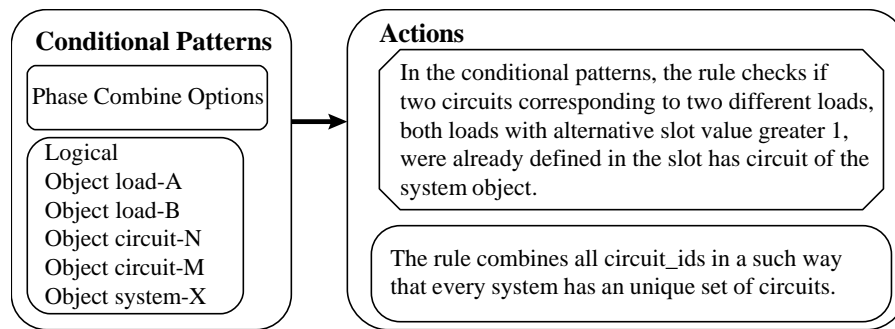 Conditional Patterns
Phase Combine Options
Logical
Object load-A
Object load-B
Object circuit-N
Object circuit-M
Object system-X
Actions
In the conditional patterns, the rule checks if
two circuits corresponding to two different loads,
both loads with alternative slot value greater 1,
were already defined in the slot has circuit of the
system object.
The rule combines all circuit_ids in a such way
that every system has an unique set of circuits.